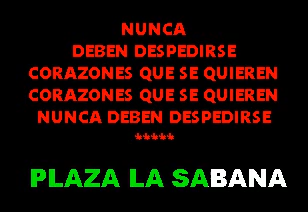 NUNCA
DEBEN DESPEDIRSE
CORAZONES QUE SE QUIEREN
CORAZONES QUE SE QUIEREN
NUNCA DEBEN DESPEDIRSE
*****
PLAZA LA SABANA